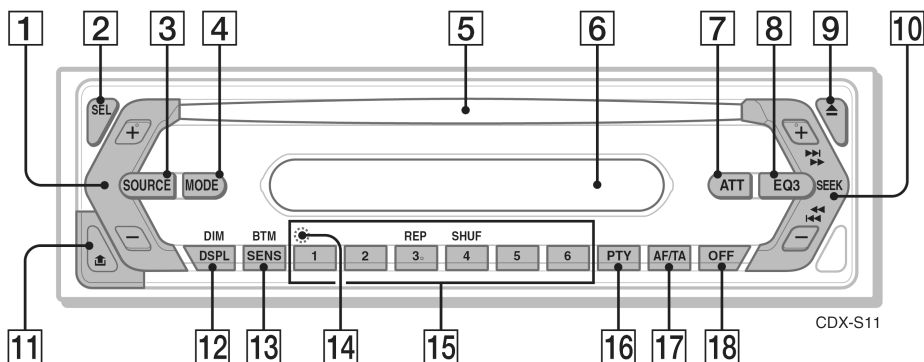 1 2 3 4 5 6 7 8 9 10
SEL
+ +
SOURCE MODE ATT EQ3 SEEK
− −
DIM BTM REP SHUF
DSPL SENS 1 2 3 4 5 6 PTY AF/TA OFF
CDX-S11
11 12 13 14 15 16 17 18